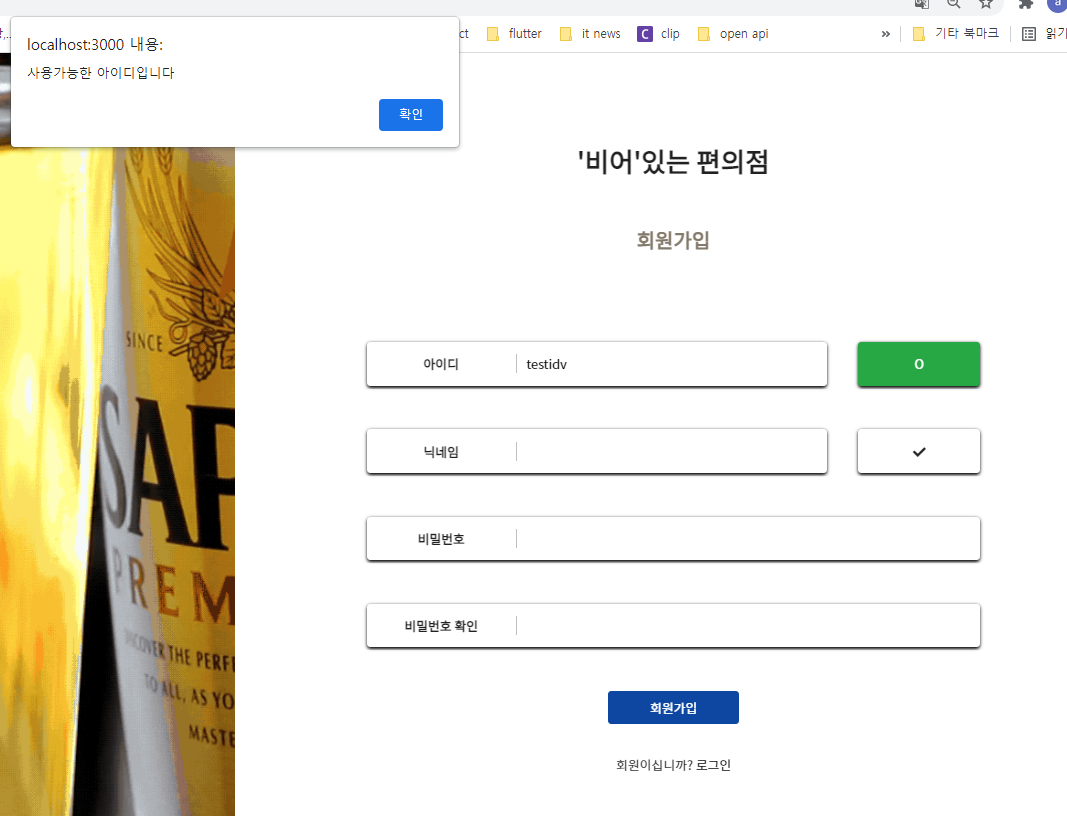 localhost:3000 내용:
사용가능한 아이디입니다
확인
ct
flutter
it news
C
clip
open api
»
기타 북마크
읽기
a
'비어'있는 편의점
회원가입
아이디
testidv
O
닉네임
비밀번호
비밀번호 확인
회원가입
회원이십니까? 로그인
SINCE
SAP
PREM
DISCOVER THE PERFE
TO ALL, AS YO
MASTE